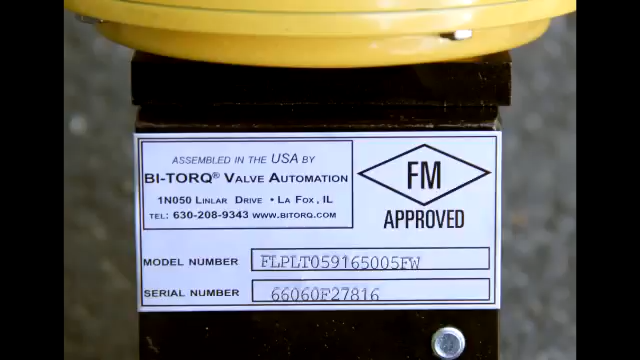 ASSEMBLED IN THE USA BY
BI-TORQ® VALVE AUTOMATION
1N050 LINLAR DRIVE • LA FOX, IL
TEL: 630-208-9343 WWW.BITORQ.COM
FM
APPROVED
MODEL NUMBER FLPLT059165005FW
SERIAL NUMBER 66060F27816